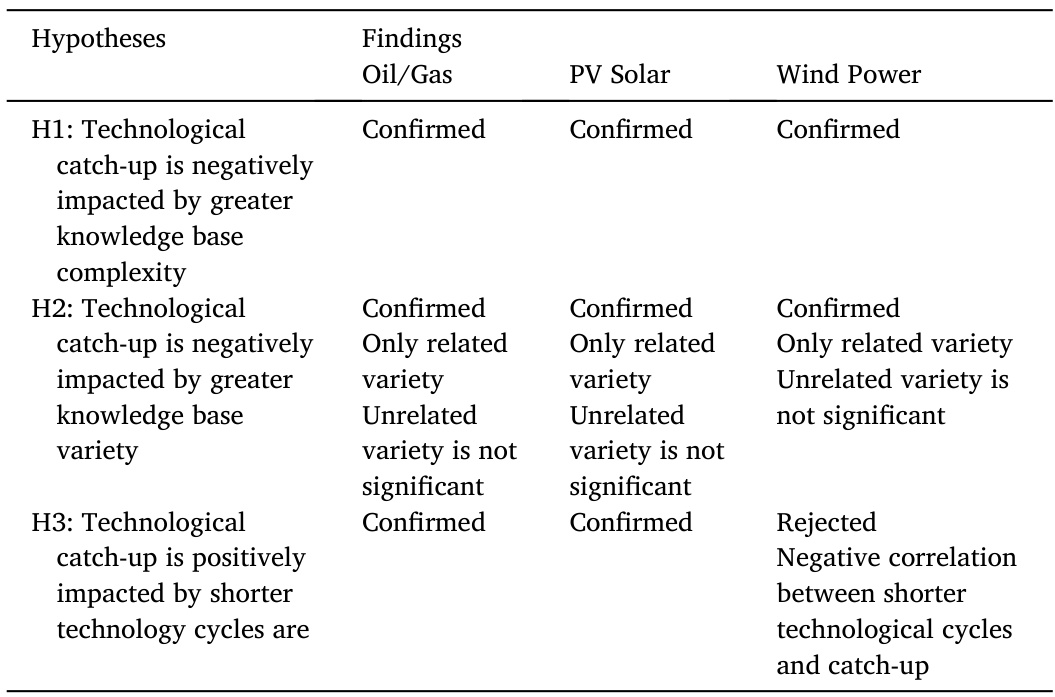 Hypotheses Findings
Oil/Gas PV Solar Wind Power
H1: Technological Confirmed Confirmed Confirmed
catch-up is negatively
impacted by greater
knowledge base
complexity
H2: Technological Confirmed Confirmed Confirmed
catch-up is negatively Only related Only related Only related variety
impacted by greater variety variety Unrelated variety is
knowledge base Unrelated Unrelated not significant
variety variety is not variety is not
significant significant
H3: Technological Confirmed Confirmed Rejected
catch-up is positively Negative correlation
impacted by shorter between shorter
technology cycles are technological cycles
and catch-up